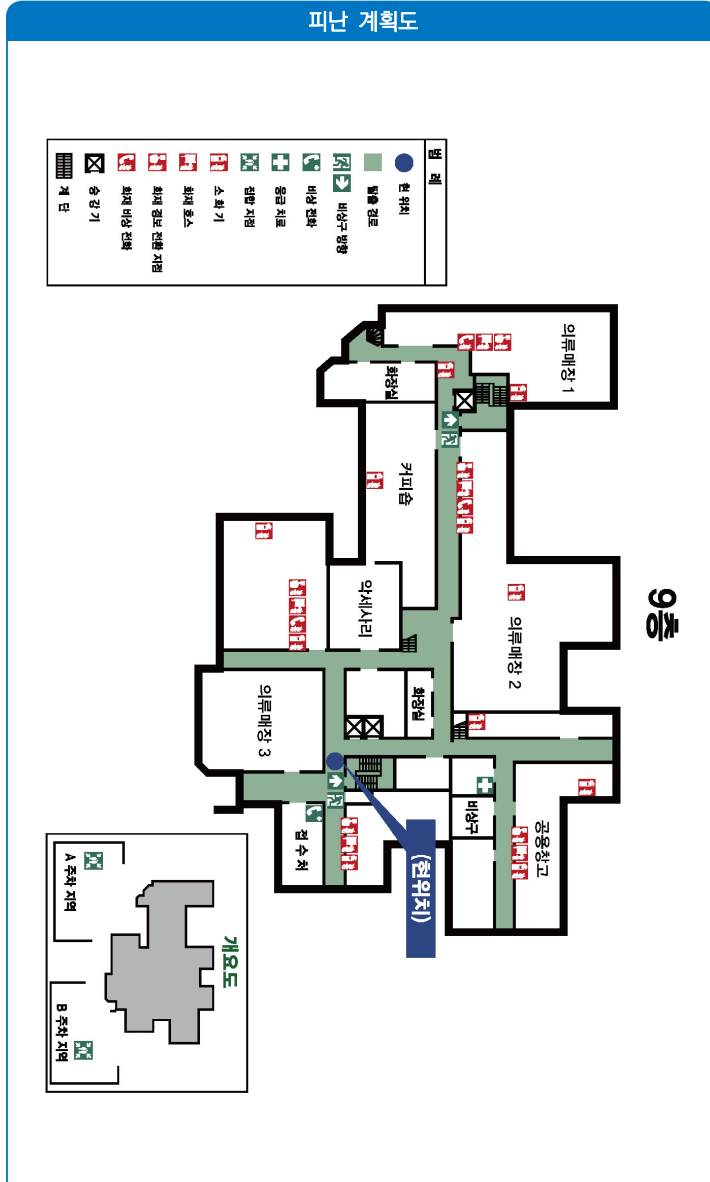 피난 계획도
9층
범 례
현 위치
탈출 경로
비상구 방향
비상 전화
응급 치료
집합 지점
소 화 기
화재 호스
화재 경보 전환 지점
화재 비상 전화
승 강 기
계 단
의류매장 1
화장실
커피숍
악세사리
의류매장 2
화장실
의류매장 3
비상구
공용창고
접 수 처
(현위치)
개요도
A 주차 지역
B 주차 지역